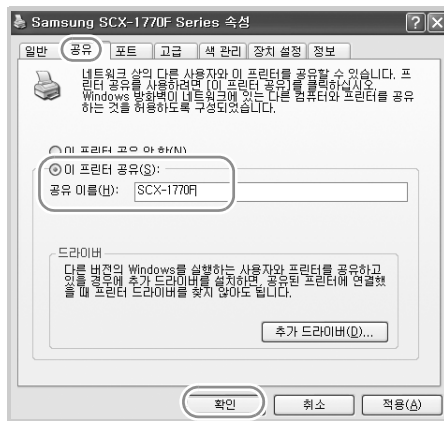 Samsung SCX-1770F Series 속성
일반 공유 포트 고급 색 관리 장치 설정 정보
네트워크 상의 다른 사용자와 이 프린터를 공유할 수 있습니다. 프
린터 공유를 사용하려면 [이 프린터 공유]를 클릭하십시오.
Windows 방화벽이 네트워크에 있는 다른 컴퓨터와 프린터를 공유
하는 것을 허용하도록 구성되었습니다.
이 프린터 공유 안 함(N)
이 프린터 공유(S):
공유 이름(H): SCX-1770F
드라이버
다른 버전의 Windows를 실행하는 사용자와 프린터를 공유하고
있을 경우에 추가 드라이버를 설치하면, 공유된 프린터에 연결했
을 때 프린터 드라이버를 찾지 않아도 됩니다.
추가 드라이버(D)...
확인 취소 적용(A)